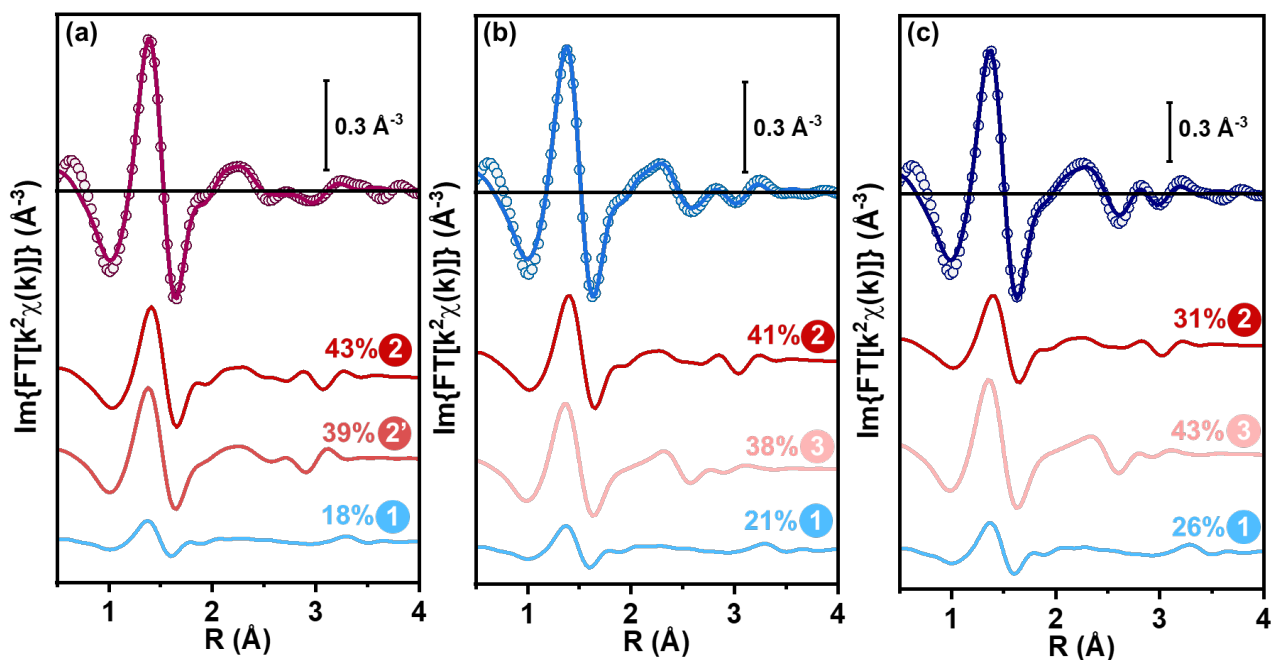 (a)
0.3 Å-3
Im{FT[k2χ(k)]]} (Å-3)
43% 2
39% 2'
18% 1
1 2 3 4
R (Å)
(b)
0.3 Å-3
Im{FT[k2χ(k)]]} (Å-3)
41% 2
38% 3
21% 1
1 2 3 4
R (Å)
(c)
0.3 Å-3
Im{FT[k2χ(k)]]} (Å-3)
31% 2
43% 3
26% 1
1 2 3 4
R (Å)